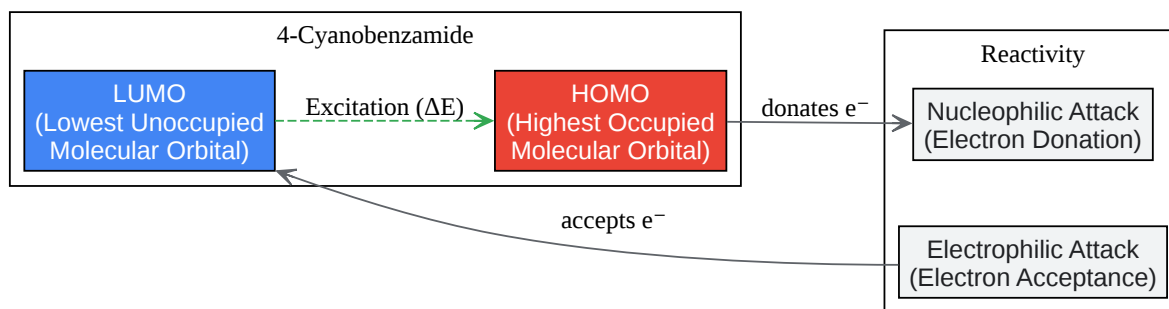 4-Cyanobenzamide
LUMO
(Lowest Unoccupied
Molecular Orbital)
Excitation (ΔE)
HOMO
(Highest Occupied
Molecular Orbital)
donates e⁻
accepts e⁻
Reactivity
Nucleophilic Attack
(Electron Donation)
Electrophilic Attack
(Electron Acceptance)